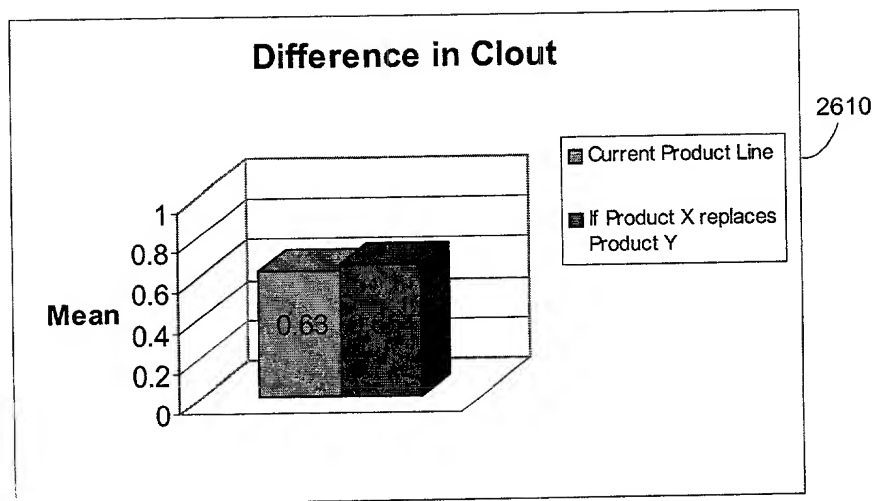 Difference in Clout
2610
Current Product Line
If Product X replaces
Product Y
1
0.8
0.6
0.4
0.2
0
Mean
0.63